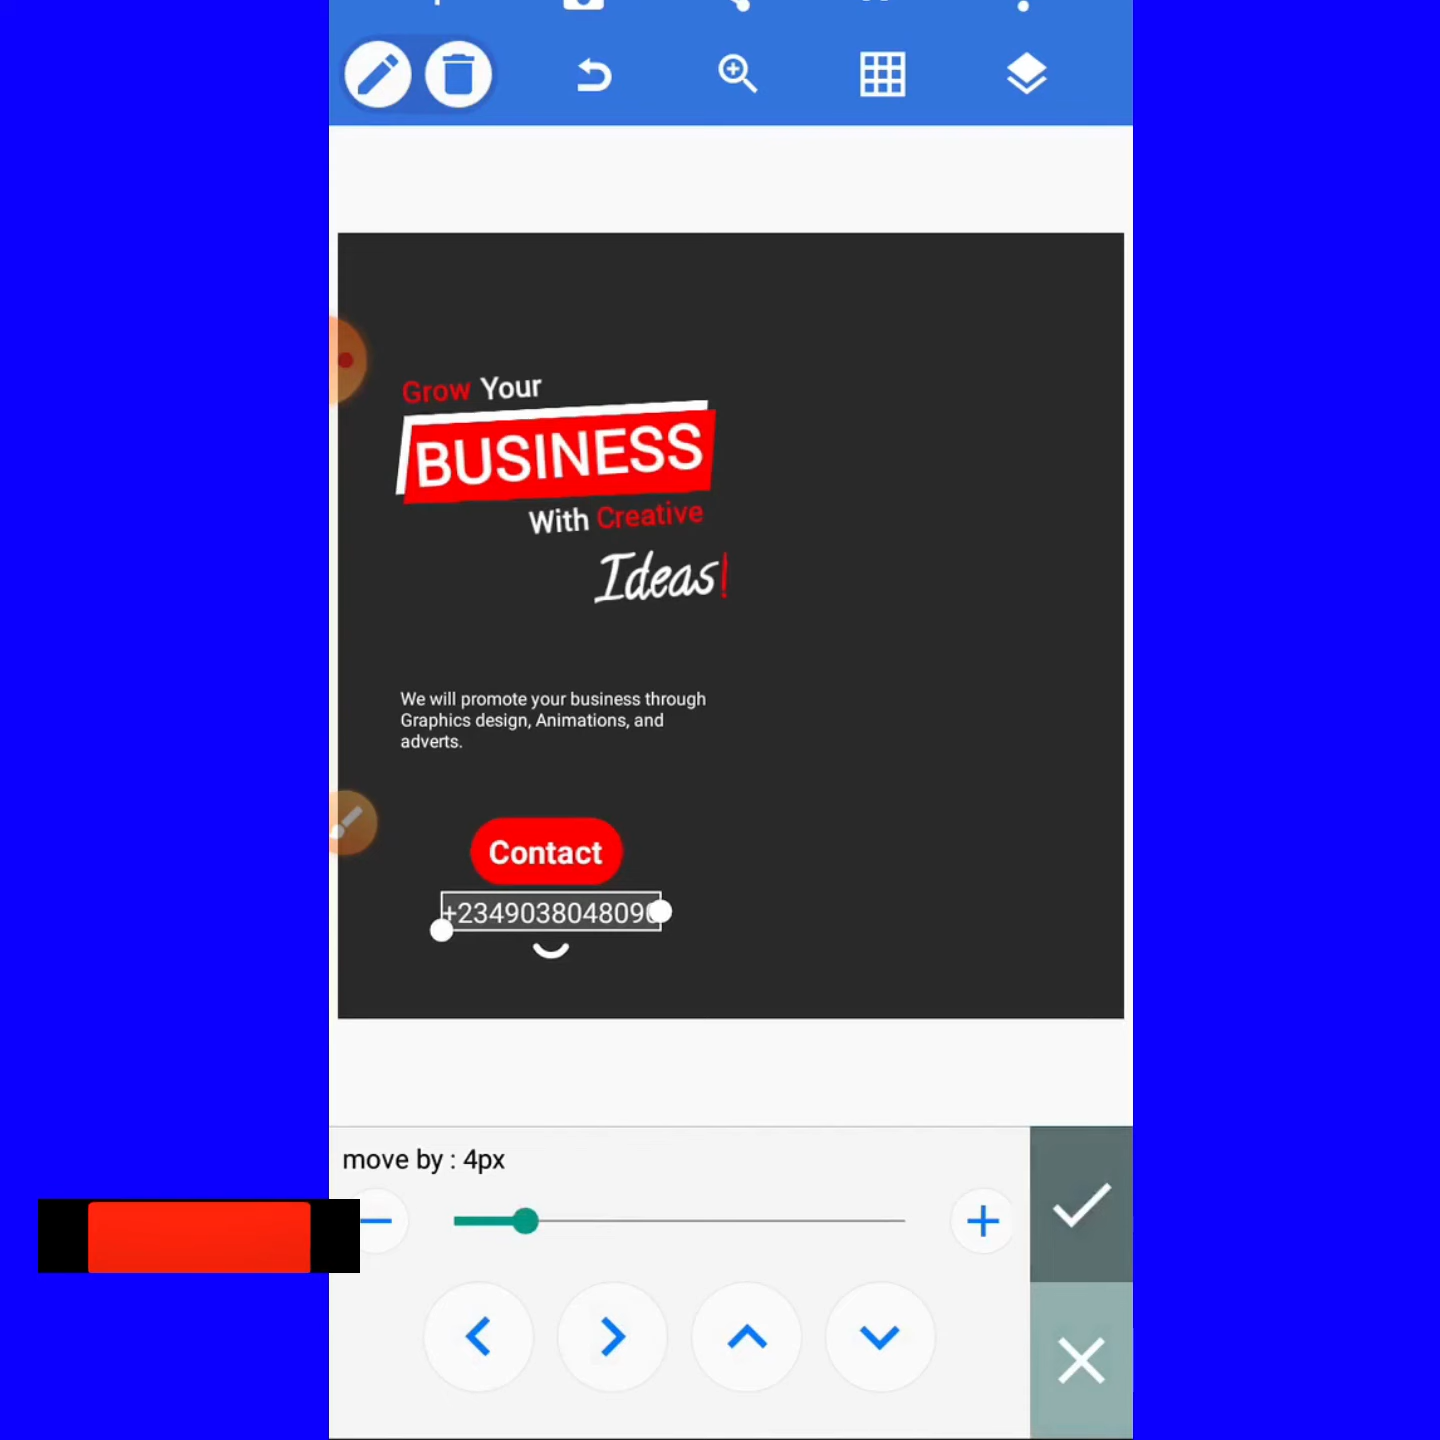 Grow Your
BUSINESS
With Creative
Ideas!
We will promote your business through
Graphics design, Animations, and
adverts.
Contact
+2349038048090
move by : 4px